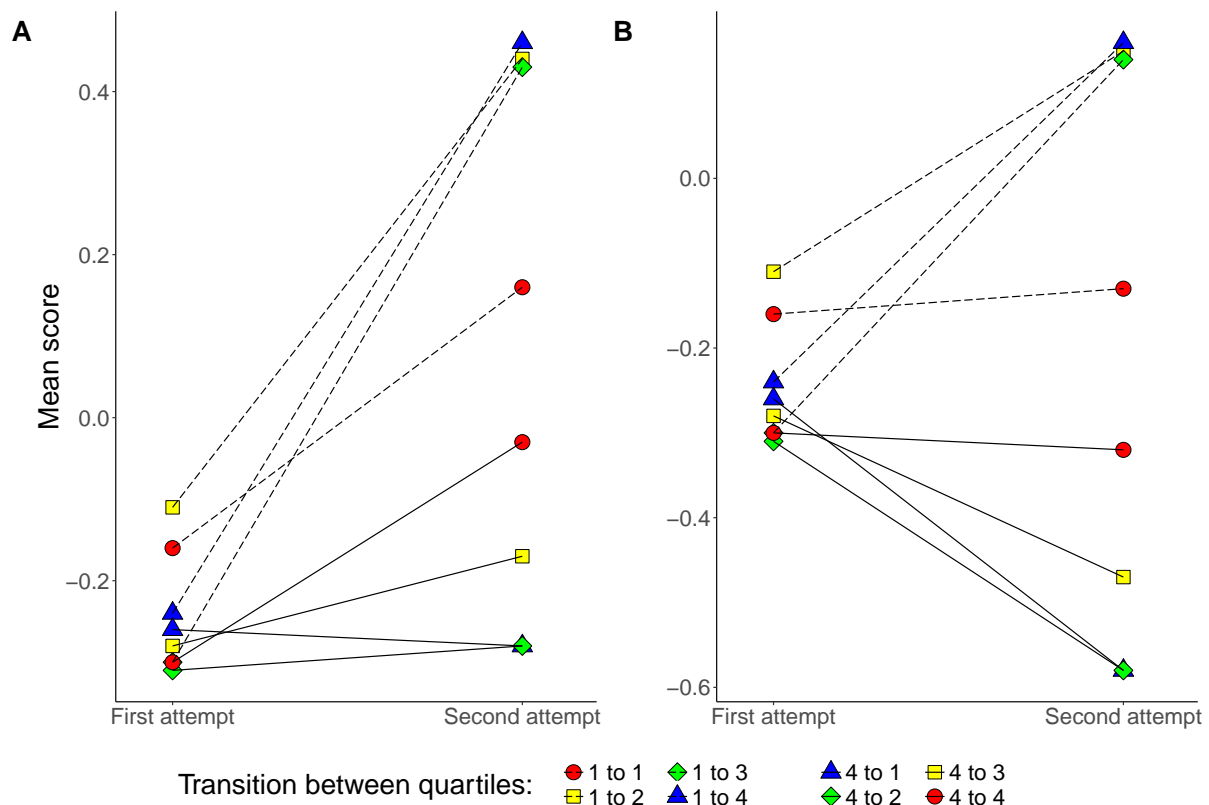 A
B
Mean score
0.4
0.2
0.0
−0.2
0.0
−0.2
−0.4
−0.6
First attempt
Second attempt
First attempt
Second attempt
Transition between quartiles:
1 to 1
1 to 3
4 to 1
4 to 3
1 to 2
1 to 4
4 to 2
4 to 4